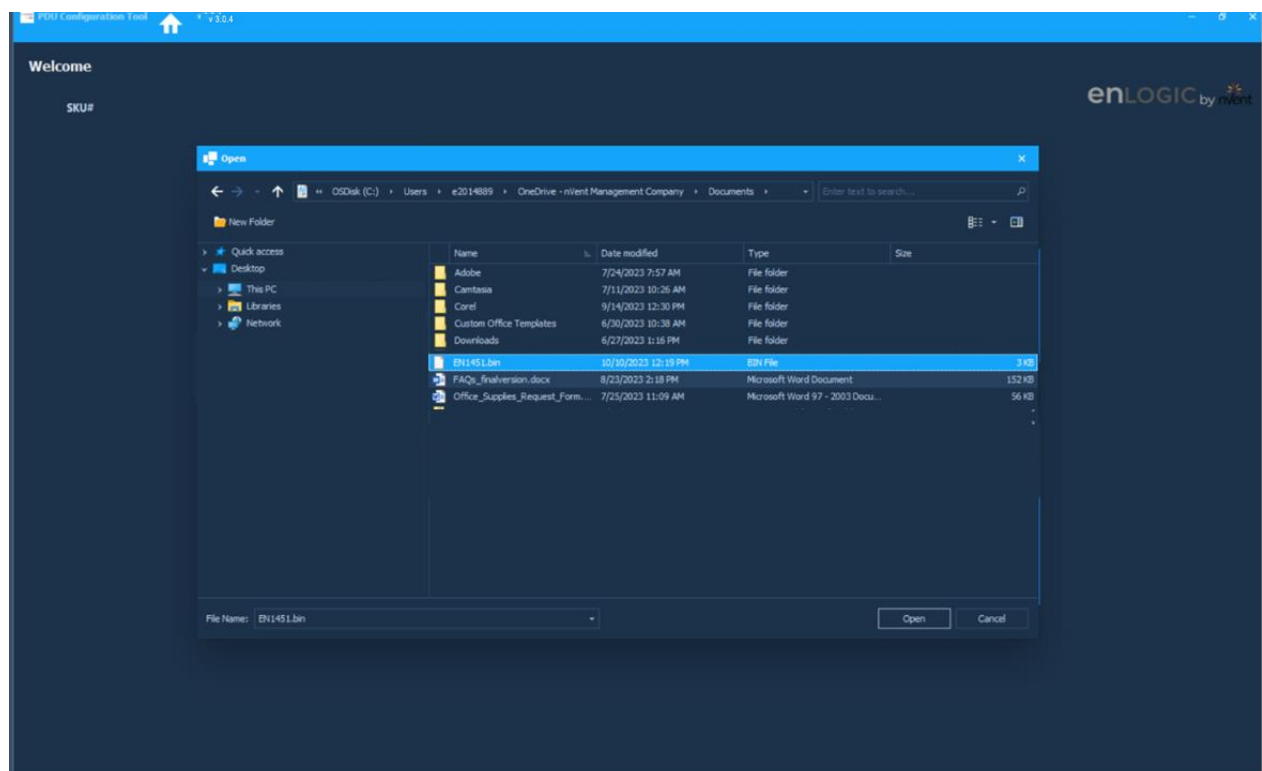 PDU Configuration Tool
v 3.0.4
Welcome
enLOGIC by nvent
SKU#
Open
OSDisk (C:) Users e2014889 OneDrive - nVent Management Company Documents Enter text to search...
New Folder
Quick access
Desktop
This PC
Libraries
Network
Name Date modified Type Size
Adobe 7/24/2023 7:57 AM File folder
Camtasia 7/11/2023 10:26 AM File folder
Corel 9/14/2023 12:30 PM File folder
Custom Office Templates 6/30/2023 10:38 AM File folder
Downloads 6/27/2023 1:16 PM File folder
EN1451.bin 10/10/2023 12:19 PM BIN File 3 KB
FAQs_finalversion.docx 8/23/2023 2:18 PM Microsoft Word Document 152 KB
Office_Supplies_Request_Form.... 7/25/2023 11:09 AM Microsoft Word 97 - 2003 Docu... 56 KB
File Name: EN1451.bin Open Cancel